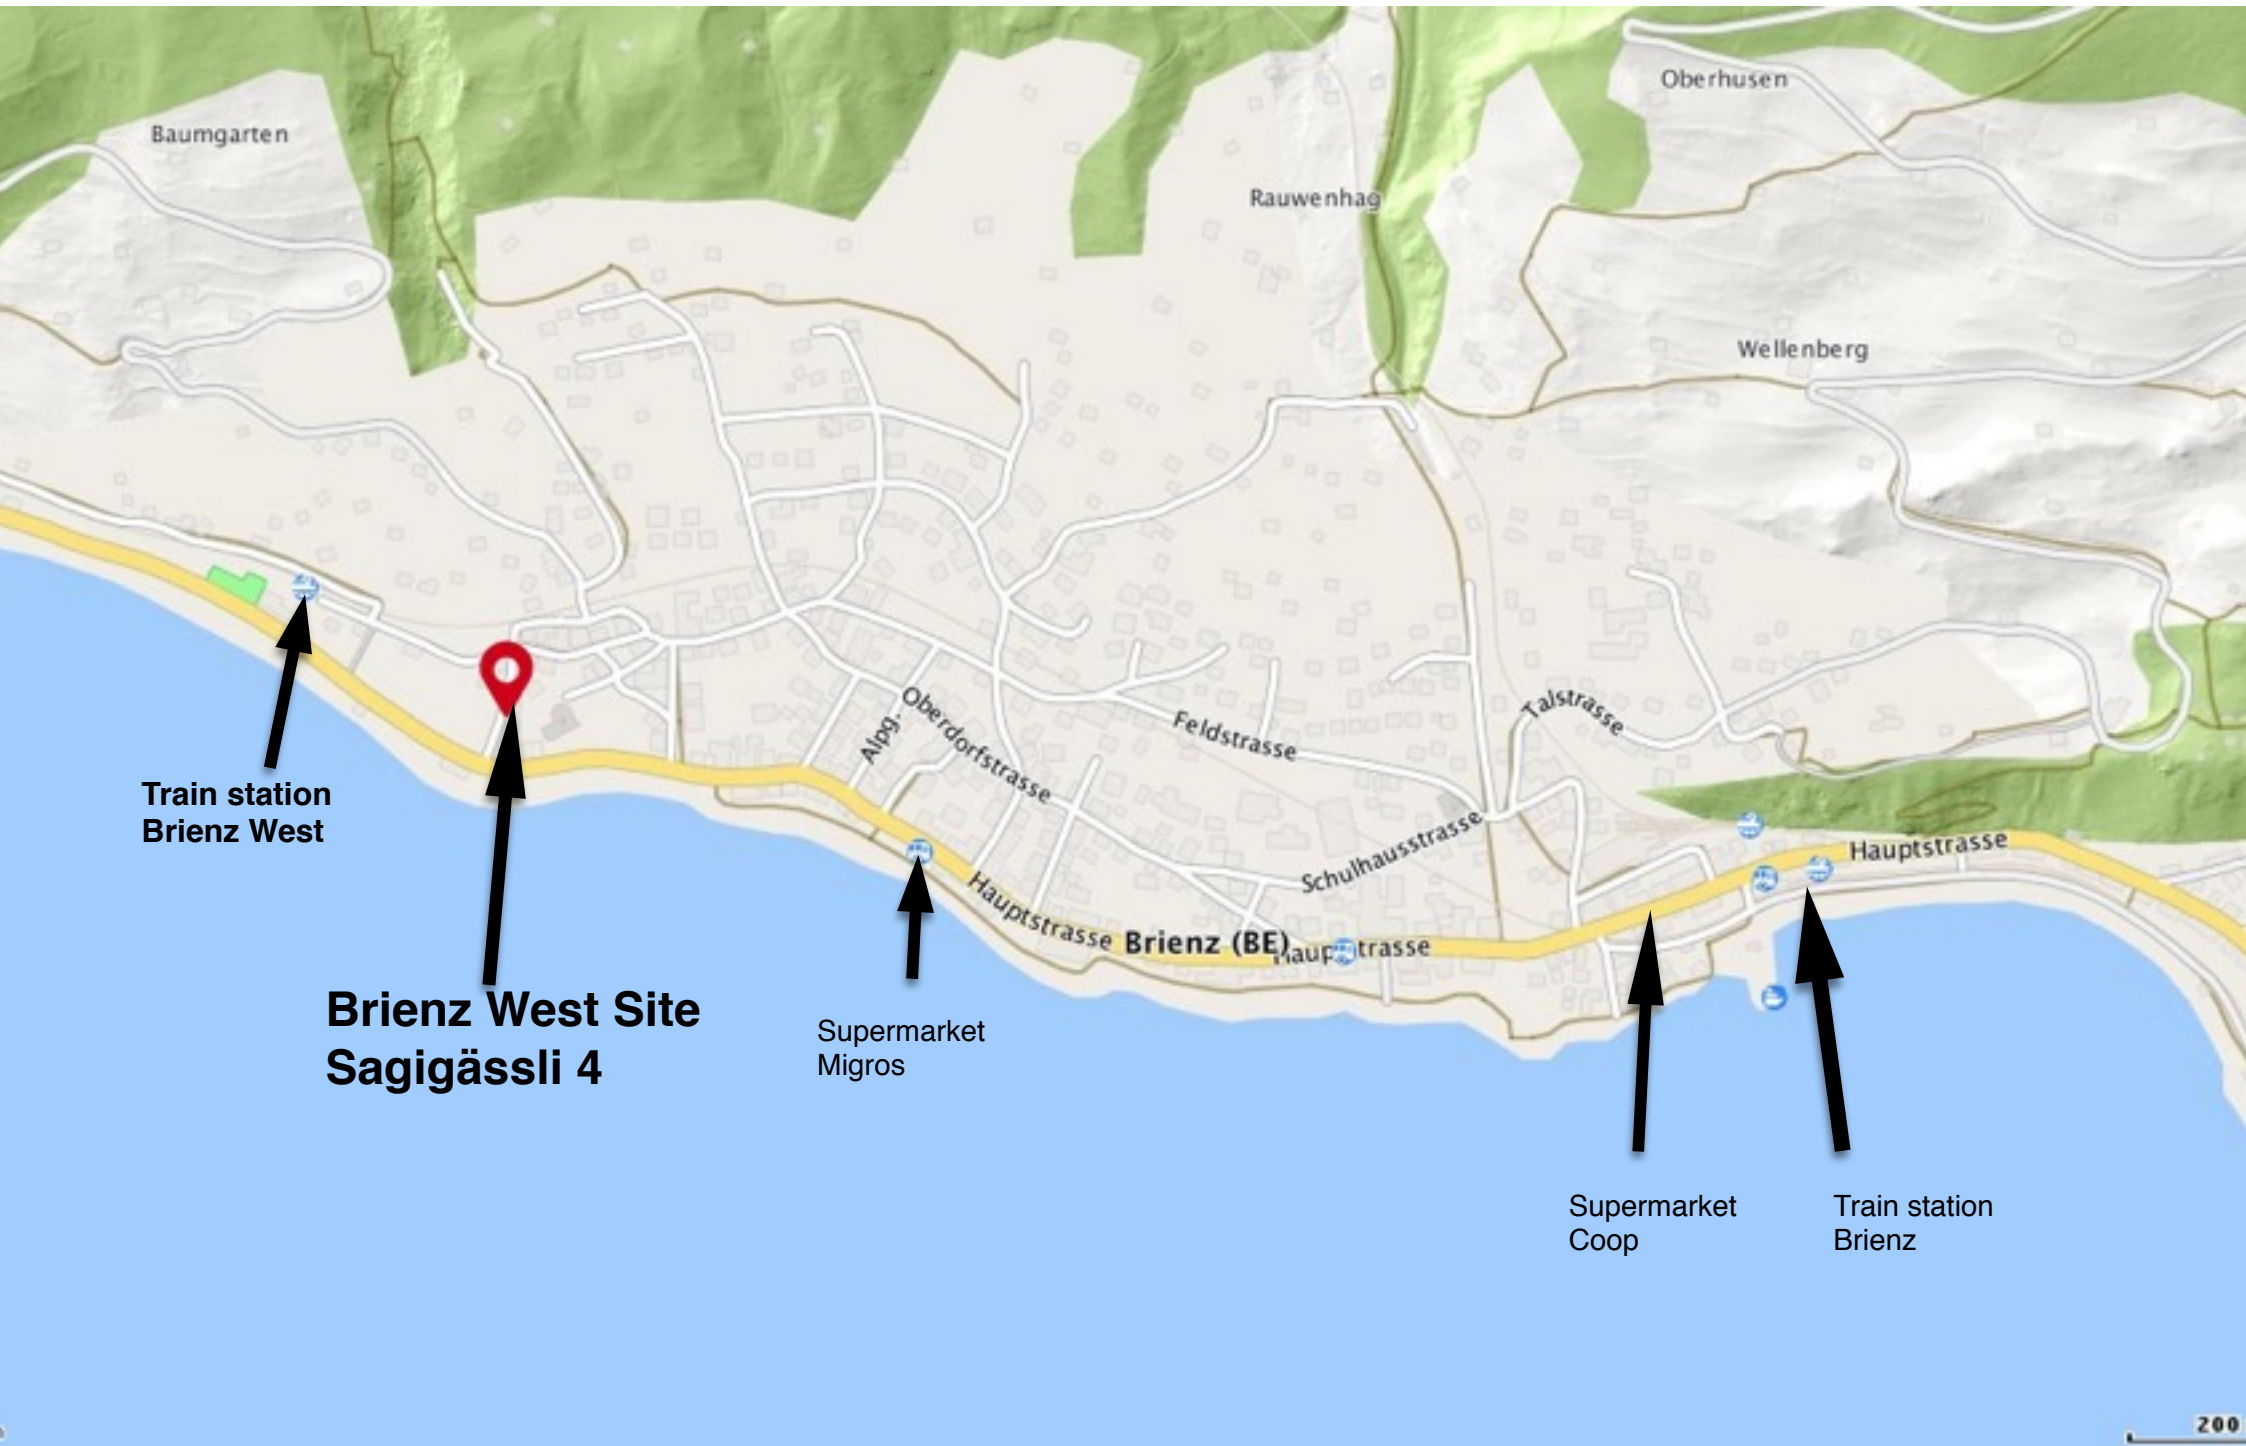 Oberhusen
Baumgarten
Rauwenhag
Wellenberg
Talstrasse
Feldstrasse
Oberdorfstrasse
Alpg.
Schulhausstrasse
Hauptstrasse
Hauptstrasse
Brienz (BE)
Train station
Brienz West
Brienz West Site
Sagigässli 4
Supermarket
Migros
Supermarket
Coop
Train station
Brienz
200